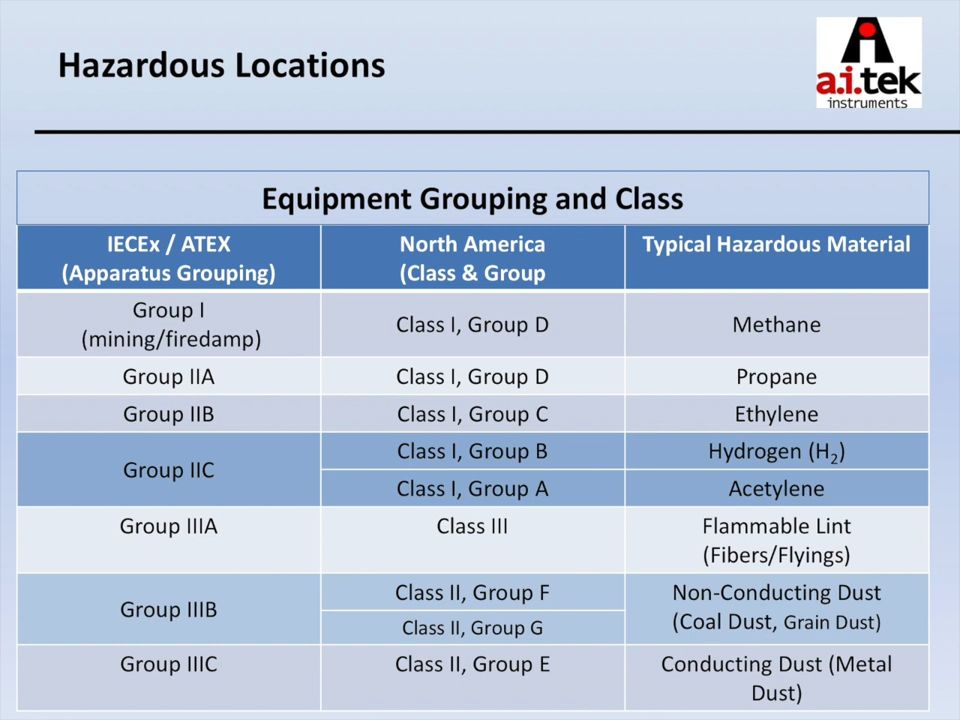 Hazardous Locations
a.i.tek
instruments
Equipment Grouping and Class
IECEx / ATEX
(Apparatus Grouping)
North America
(Class & Group
Typical Hazardous Material
Group I
(mining/firedamp)
Class I, Group D
Methane
Group IIA
Class I, Group D
Propane
Group IIB
Class I, Group C
Ethylene
Group IIC
Class I, Group B
Hydrogen (H₂)
Class I, Group A
Acetylene
Group IIIA
Class III
Flammable Lint
(Fibers/Flyings)
Group IIIB
Class II, Group F
Class II, Group G
Non-Conducting Dust
(Coal Dust, Grain Dust)
Group IIIC
Class II, Group E
Conducting Dust (Metal
Dust)